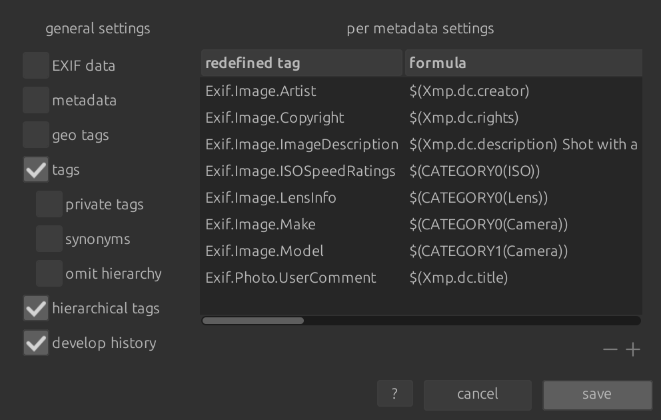 general settings
EXIF data
metadata
geo tags
tags
private tags
synonyms
omit hierarchy
hierarchical tags
develop history
per metadata settings
redefined tag formula
Exif.Image.Artist $(Xmp.dc.creator)
Exif.Image.Copyright $(Xmp.dc.rights)
Exif.Image.ImageDescription $(Xmp.dc.description) Shot with a
Exif.Image.ISOSpeedRatings $(CATEGORY0(ISO))
Exif.Image.LensInfo $(CATEGORY0(Lens))
Exif.Image.Make $(CATEGORY0(Camera))
Exif.Image.Model $(CATEGORY1(Camera))
Exif.Photo.UserComment $(Xmp.dc.title)
− +
? cancel save